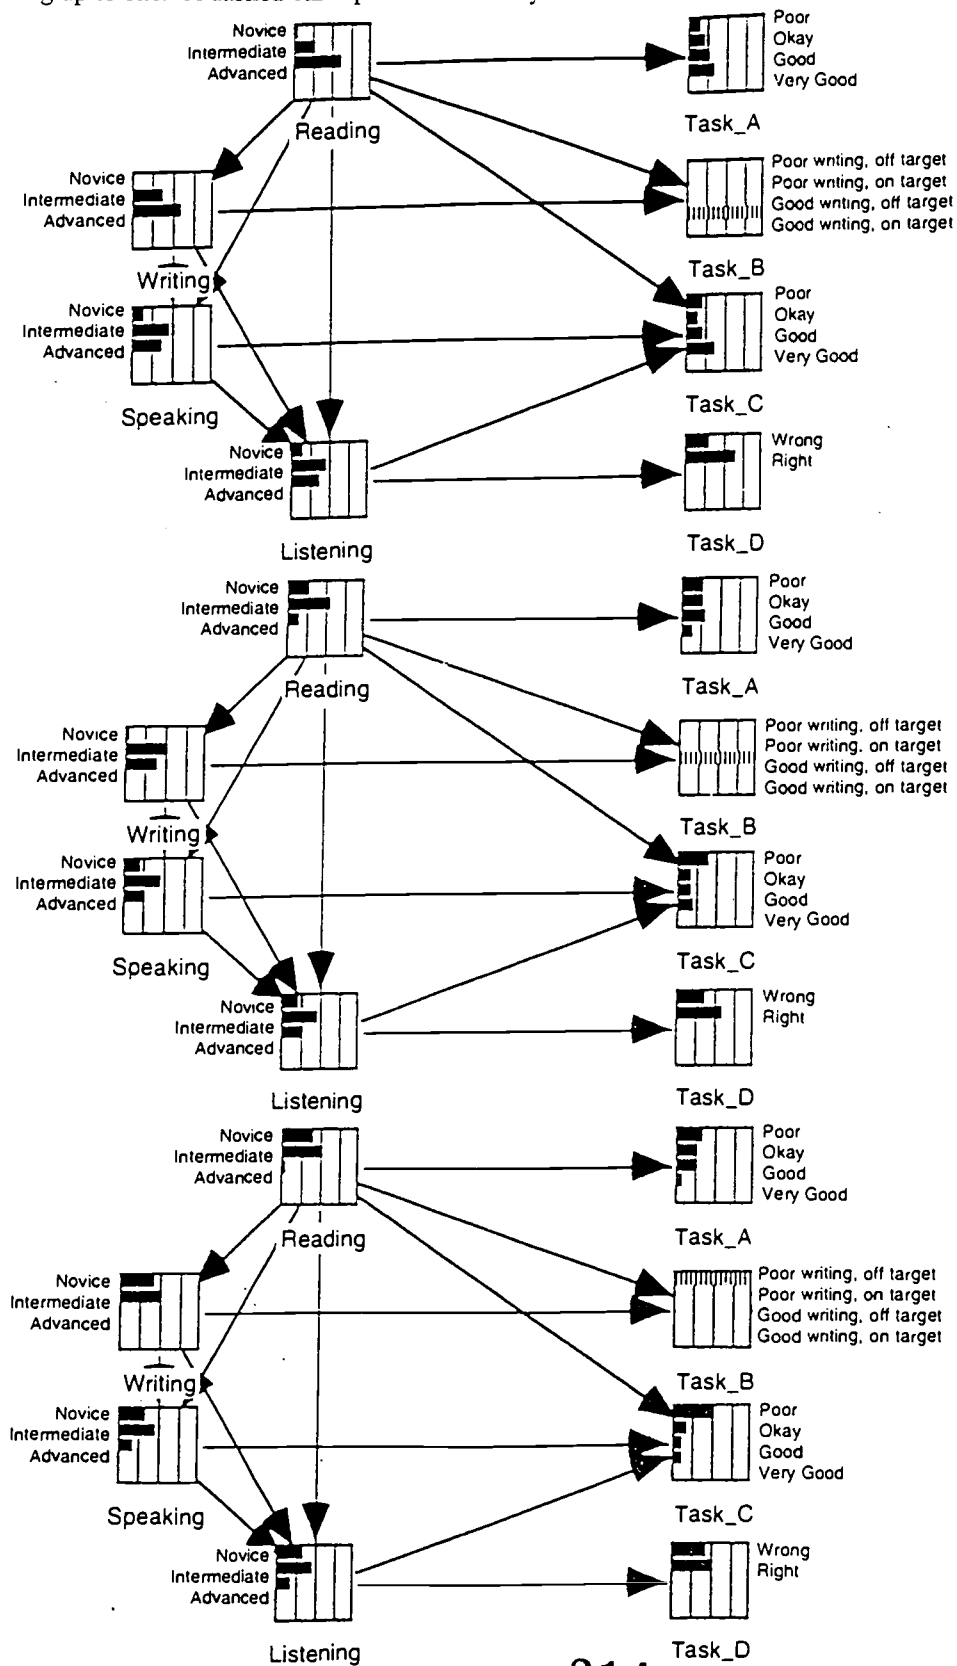 Novice
Intermediate
Advanced
Reading
Poor
Okay
Good
Very Good
Task_A
Novice
Intermediate
Advanced
Writing
Poor writing, off target
Poor writing, on target
Good writing, off target
Good writing, on target
Task_B
Novice
Intermediate
Advanced
Speaking
Poor
Okay
Good
Very Good
Task_C
Novice
Intermediate
Advanced
Listening
Wrong
Right
Task_D
Novice
Intermediate
Advanced
Reading
Poor
Okay
Good
Very Good
Task_A
Novice
Intermediate
Advanced
Writing
Poor writing, off target
Poor writing, on target
Good writing, off target
Good writing, on target
Task_B
Novice
Intermediate
Advanced
Speaking
Poor
Okay
Good
Very Good
Task_C
Novice
Intermediate
Advanced
Listening
Wrong
Right
Task_D
Novice
Intermediate
Advanced
Reading
Poor
Okay
Good
Very Good
Task_A
Novice
Intermediate
Advanced
Writing
Poor writing, off target
Poor writing, on target
Good writing, off target
Good writing, on target
Task_B
Novice
Intermediate
Advanced
Speaking
Poor
Okay
Good
Very Good
Task_C
Novice
Intermediate
Advanced
Listening
Wrong
Right
Task_D